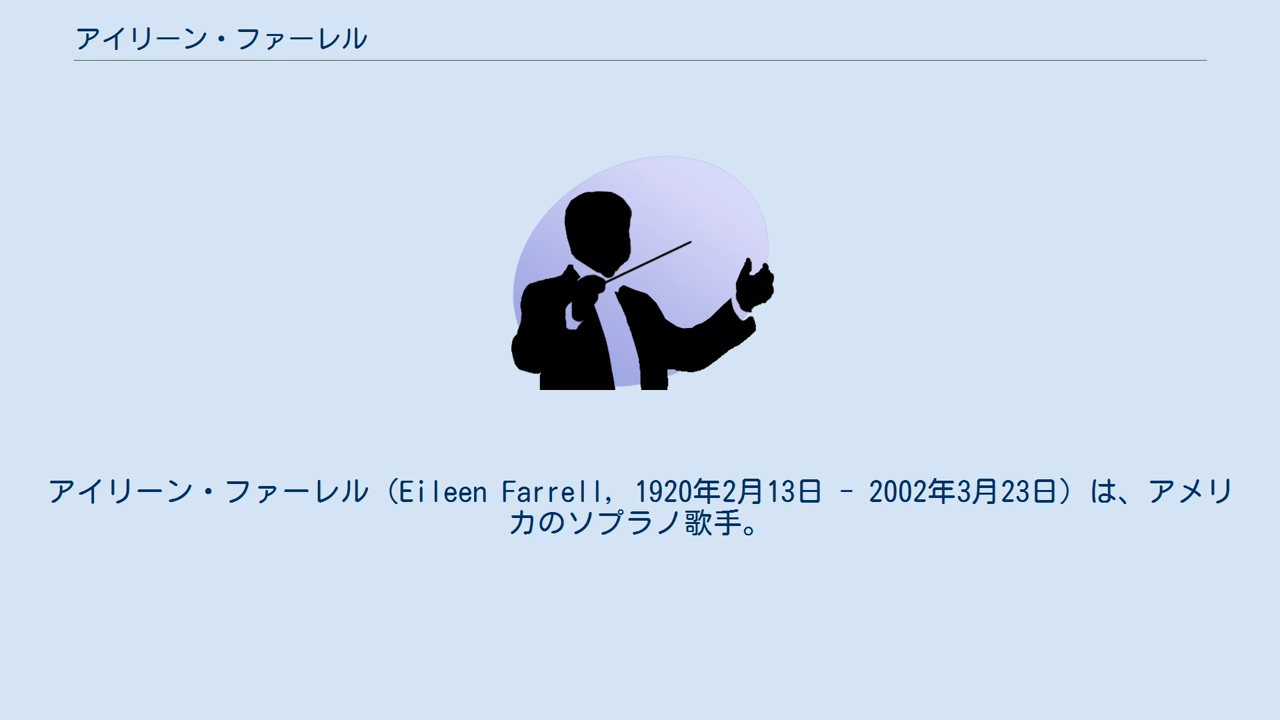 アイリーン・ファーレル
アイリーン・ファーレル（Eileen Farrell, 1920年2月13日 - 2002年3月23日）は、アメリ
カのソプラノ歌手。